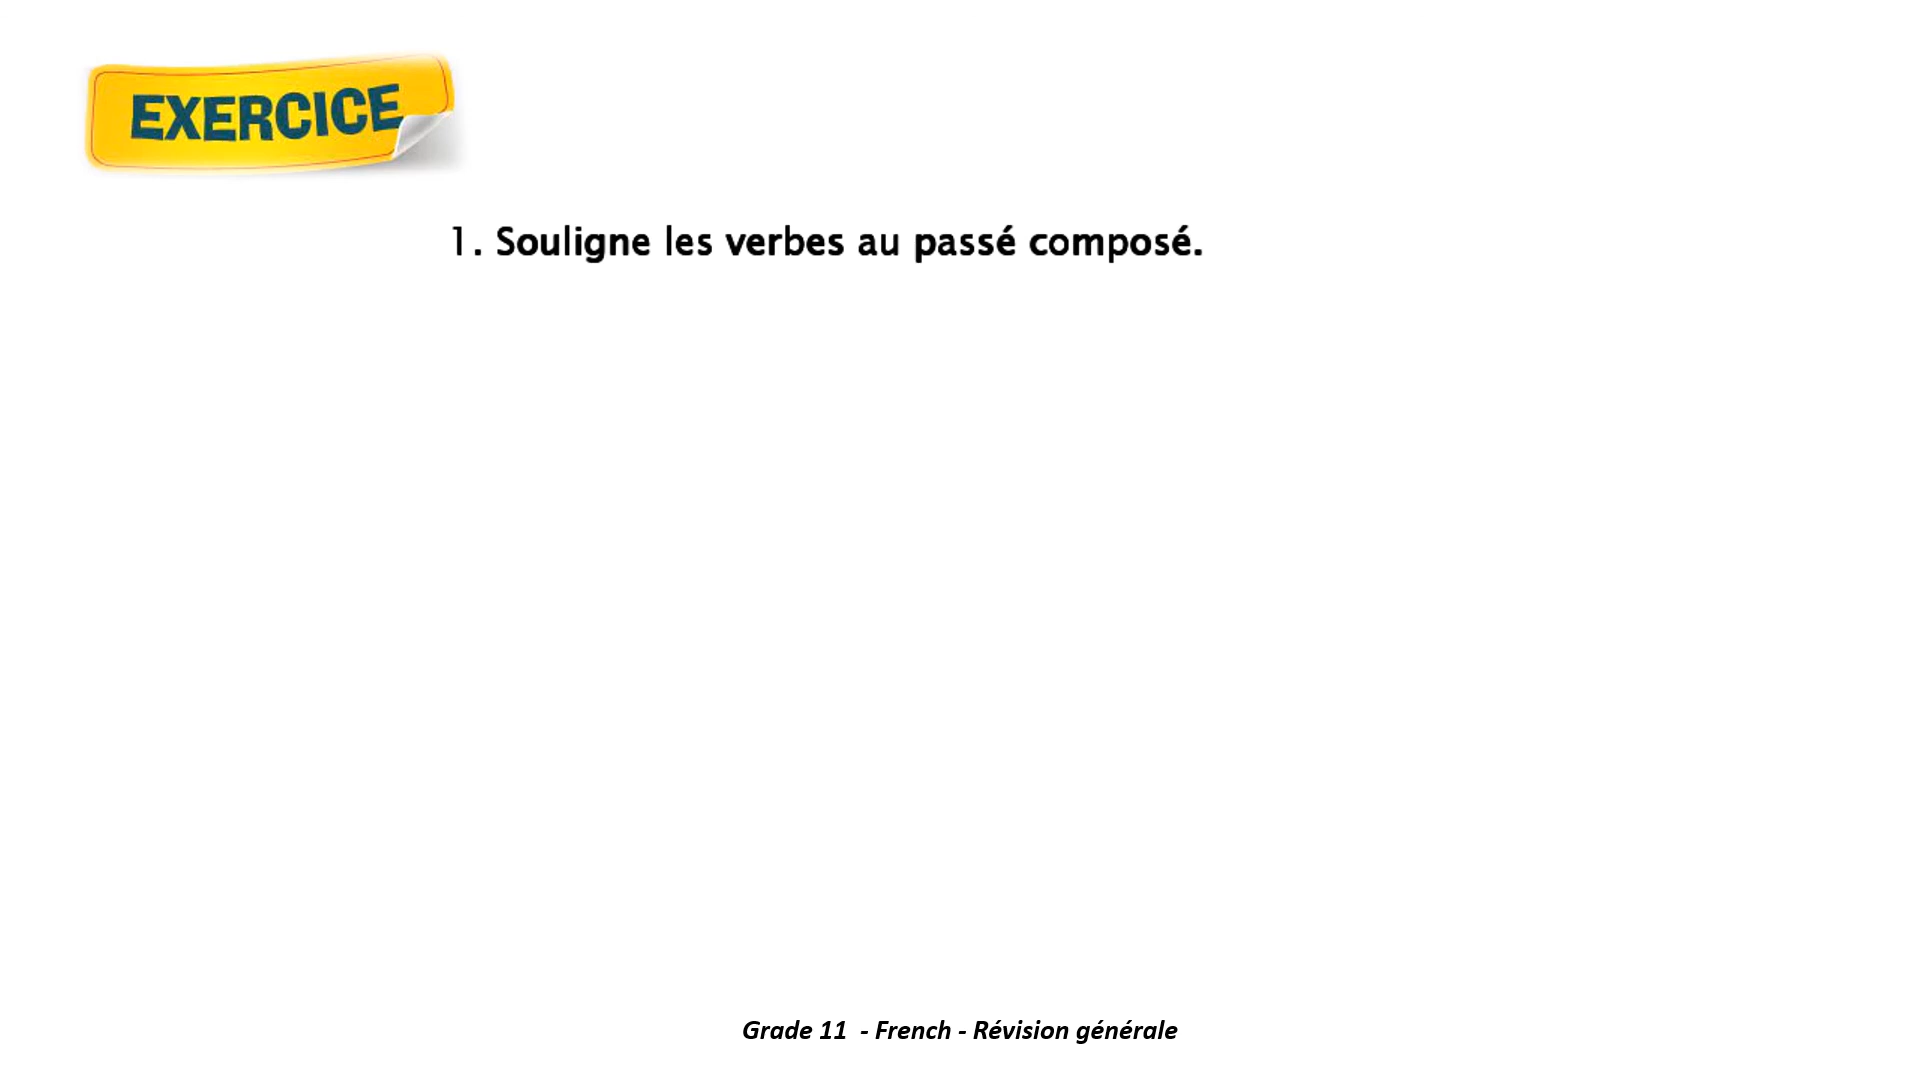 EXERCICE
1. Souligne les verbes au passé composé.
Grade 11 - French - Révision générale